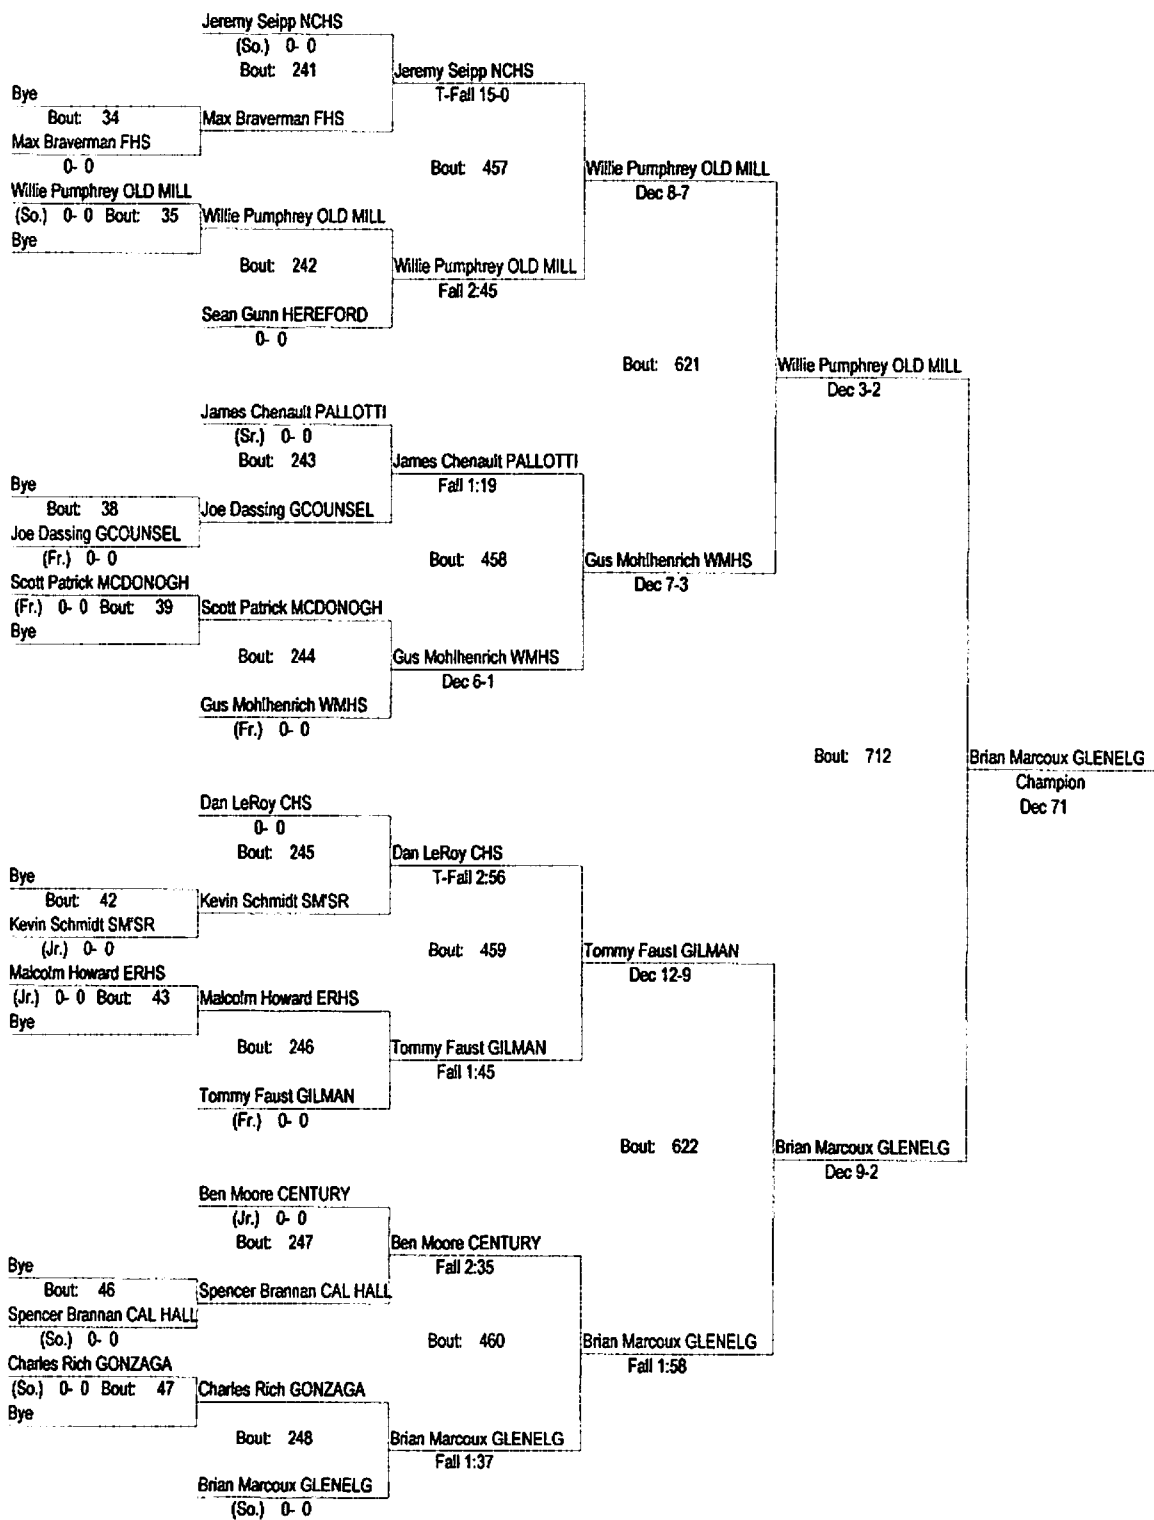 Jeremy Seipp NCHS
(So.) 0- 0
Bout: 241
Jeremy Seipp NCHS
T-Fall 15-0
Bye
Bout: 34
Max Braverman FHS
Max Braverman FHS
0- 0
Bout: 457
Willie Pumphrey OLD MILL
Dec 8-7
Willie Pumphrey OLD MILL
(So.) 0- 0 Bout: 35
Willie Pumphrey OLD MILL
Bye
Bout: 242
Willie Pumphrey OLD MILL
Fall 2:45
Sean Gunn HEREFORD
0- 0
Bout: 621
Willie Pumphrey OLD MILL
Dec 3-2
James Chenault PALLOTTI
(Sr.) 0- 0
Bout: 243
James Chenault PALLOTTI
Fall 1:19
Bye
Bout: 38
Joe Dassing GCOUNSEL
Joe Dassing GCOUNSEL
(Fr.) 0- 0
Bout: 458
Gus Mohlhenrich WMHS
Dec 7-3
Scott Patrick MCDONOGH
(Fr.) 0- 0 Bout: 39
Scott Patrick MCDONOGH
Bye
Bout: 244
Gus Mohlhenrich WMHS
Dec 6-1
Gus Mohlhenrich WMHS
(Fr.) 0- 0
Bout: 712
Brian Marcoux GLENELG
Champion
Dec 71
Dan LeRoy CHS
0- 0
Bout: 245
Dan LeRoy CHS
T-Fall 2:56
Bye
Bout: 42
Kevin Schmidt SM'SR
Kevin Schmidt SM'SR
(Jr.) 0- 0
Bout: 459
Tommy Faust GILMAN
Dec 12-9
Malcolm Howard ERHS
(Jr.) 0- 0 Bout: 43
Malcolm Howard ERHS
Bye
Bout: 246
Tommy Faust GILMAN
Fall 1:45
Tommy Faust GILMAN
(Fr.) 0- 0
Bout: 622
Brian Marcoux GLENELG
Dec 9-2
Ben Moore CENTURY
(Jr.) 0- 0
Bout: 247
Ben Moore CENTURY
Fall 2:35
Bye
Bout: 46
Spencer Brannan CAL HALL
Spencer Brannan CAL HALL
(So.) 0- 0
Bout: 460
Brian Marcoux GLENELG
Fall 1:58
Charles Rich GONZAGA
(So.) 0- 0 Bout: 47
Charles Rich GONZAGA
Bye
Bout: 248
Brian Marcoux GLENELG
Fall 1:37
Brian Marcoux GLENELG
(So.) 0- 0